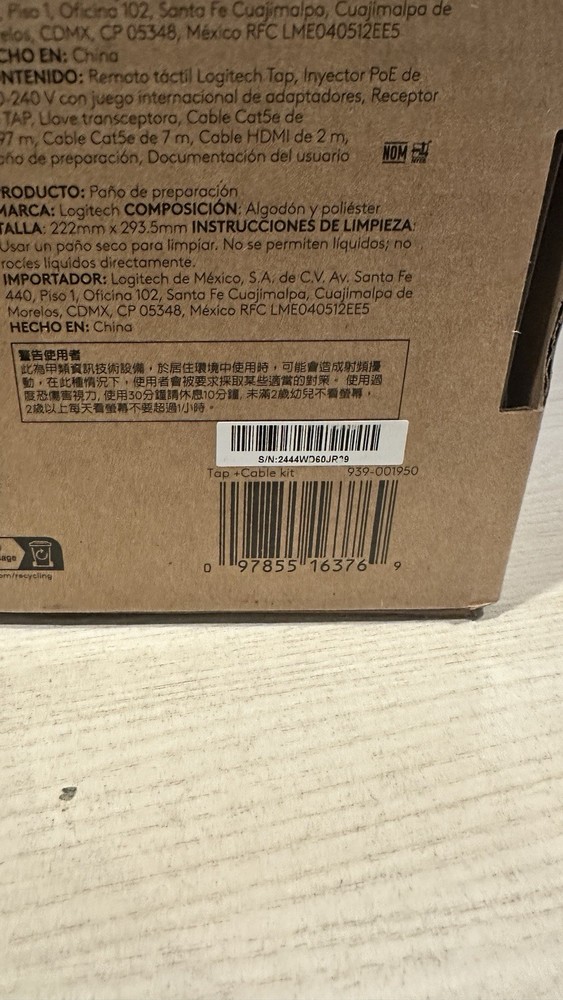 , Piso 1, Oficina 102, Santa Fe Cuajimalpa, Cuajimalpa de
relos, CDMX, CP 05348, México RFC LME040512EE5
CHO EN: China
NTENIDO: Remoto táctil Logitech Tap, Inyector PoE de
0-240 V con juego internacional de adaptadores, Receptor
TAP, Llave transceptora, Cable Cat5e de
97 m, Cable Cat5e de 7 m, Cable HDMI de 2 m,
año de preparación, Documentación del usuario
NOM
RODUCTO: Paño de preparación
MARCA: Logitech COMPOSICIÓN: Algodón y poliéster
TALLA: 222mm x 293.5mm INSTRUCCIONES DE LIMPIEZA:
Usar un paño seco para limpiar. No se permiten líquidos; no
rocíes líquidos directamente.
IMPORTADOR: Logitech de México, S.A. de C.V. Av. Santa Fe
440, Piso 1, Oficina 102, Santa Fe Cuajimalpa, Cuajimalpa de
Morelos, CDMX, CP 05348, México RFC LME040512EE5
HECHO EN: China
警告使用者
此為甲類資訊技術設備，於居住環境中使用時，可能會造成射頻擾
動，在此種情況下，使用者會被要求採取某些適當的對策。 使用過
度恐傷害視力，使用30分鐘請休息10分鐘，未滿2歲幼兒不看螢幕，
2歲以上每天看螢幕不要超過1小時。
Tap +Cable kit 939-001950
0 97855 16376 9
om/recycling